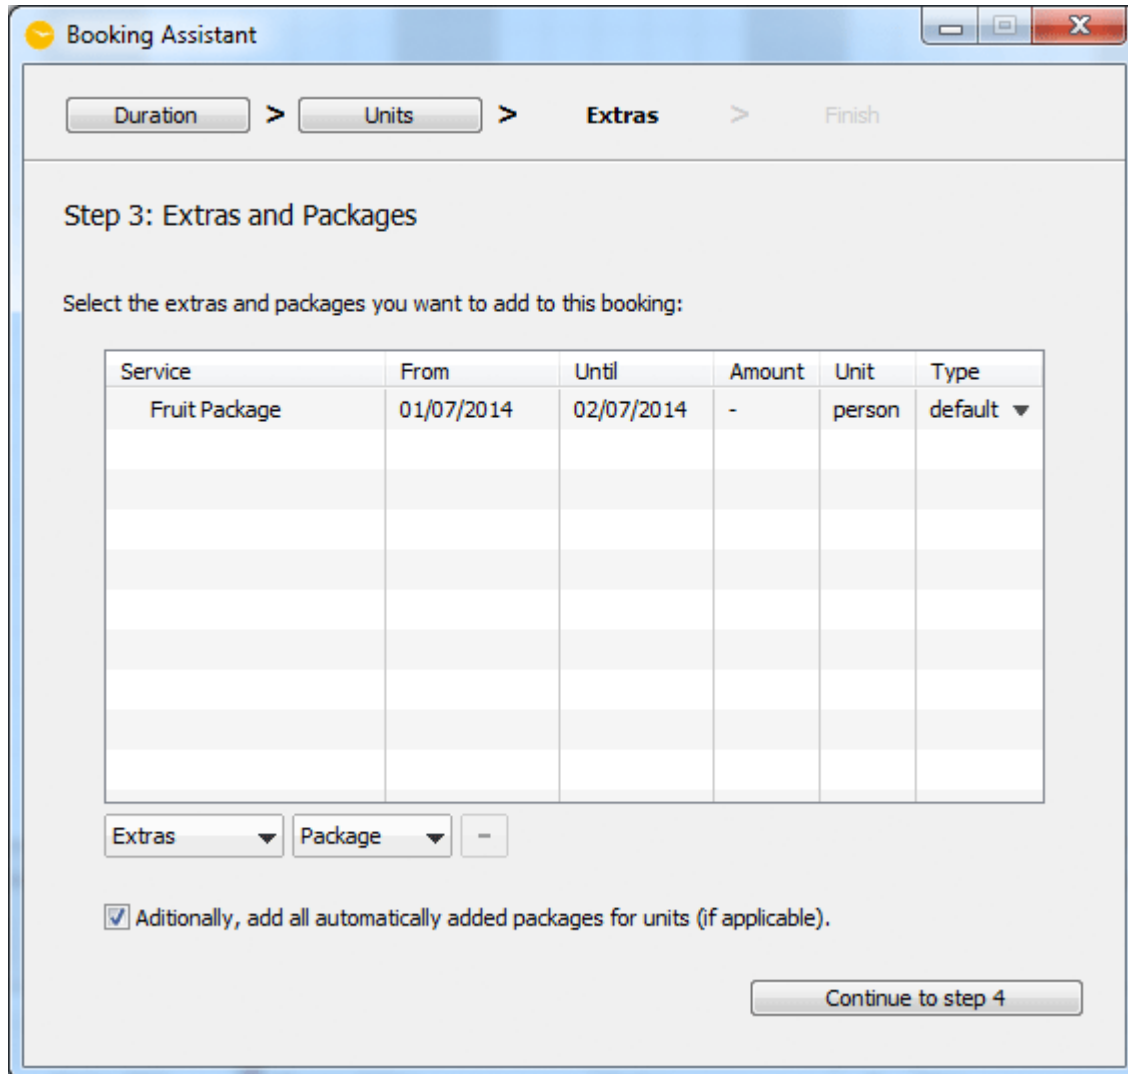 Booking Assistant
Duration > Units > Extras > Finish
Step 3: Extras and Packages
Select the extras and packages you want to add to this booking:
Service From Until Amount Unit Type
Fruit Package 01/07/2014 02/07/2014 - person default
Extras Package -
Aditionally, add all automatically added packages for units (if applicable).
Continue to step 4